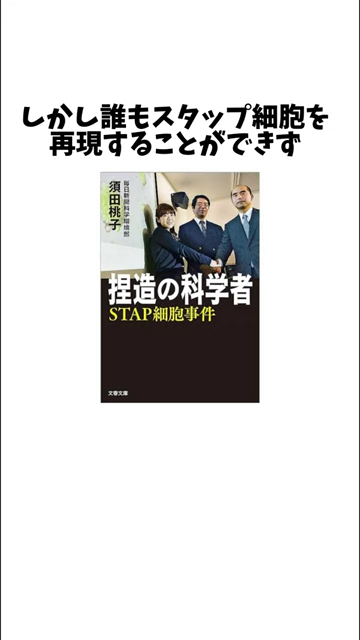 しかし誰もスタップ細胞を
再現することができず
毎日新聞科学環境部
須田桃子
捏造の科学者
STAP細胞事件
文春文庫